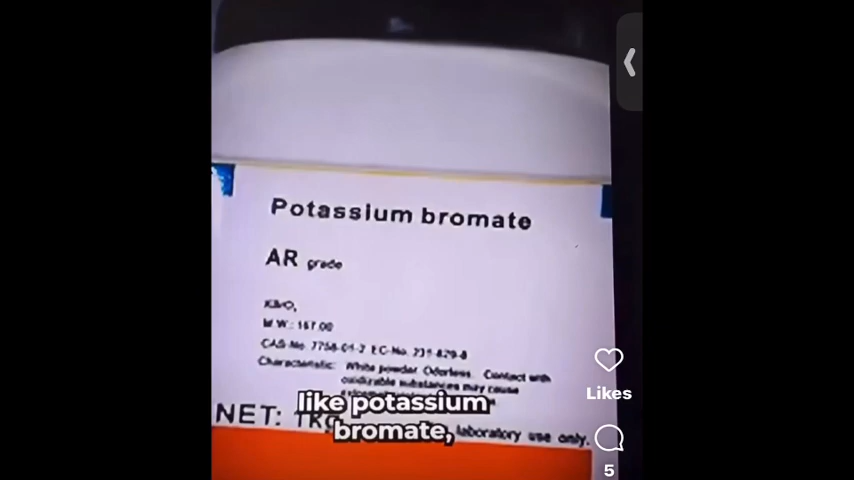 Potassium bromate
AR grade
KBrO₃
M.W.: 167.00
CAS-No. 7758-01-2 EC-No. 231-829-8
Characteristic: White powder Odorless. Contact with
oxidizable substances may cause
like potassium
NET: 1KG
bromate,
laboratory use only.
Likes
5